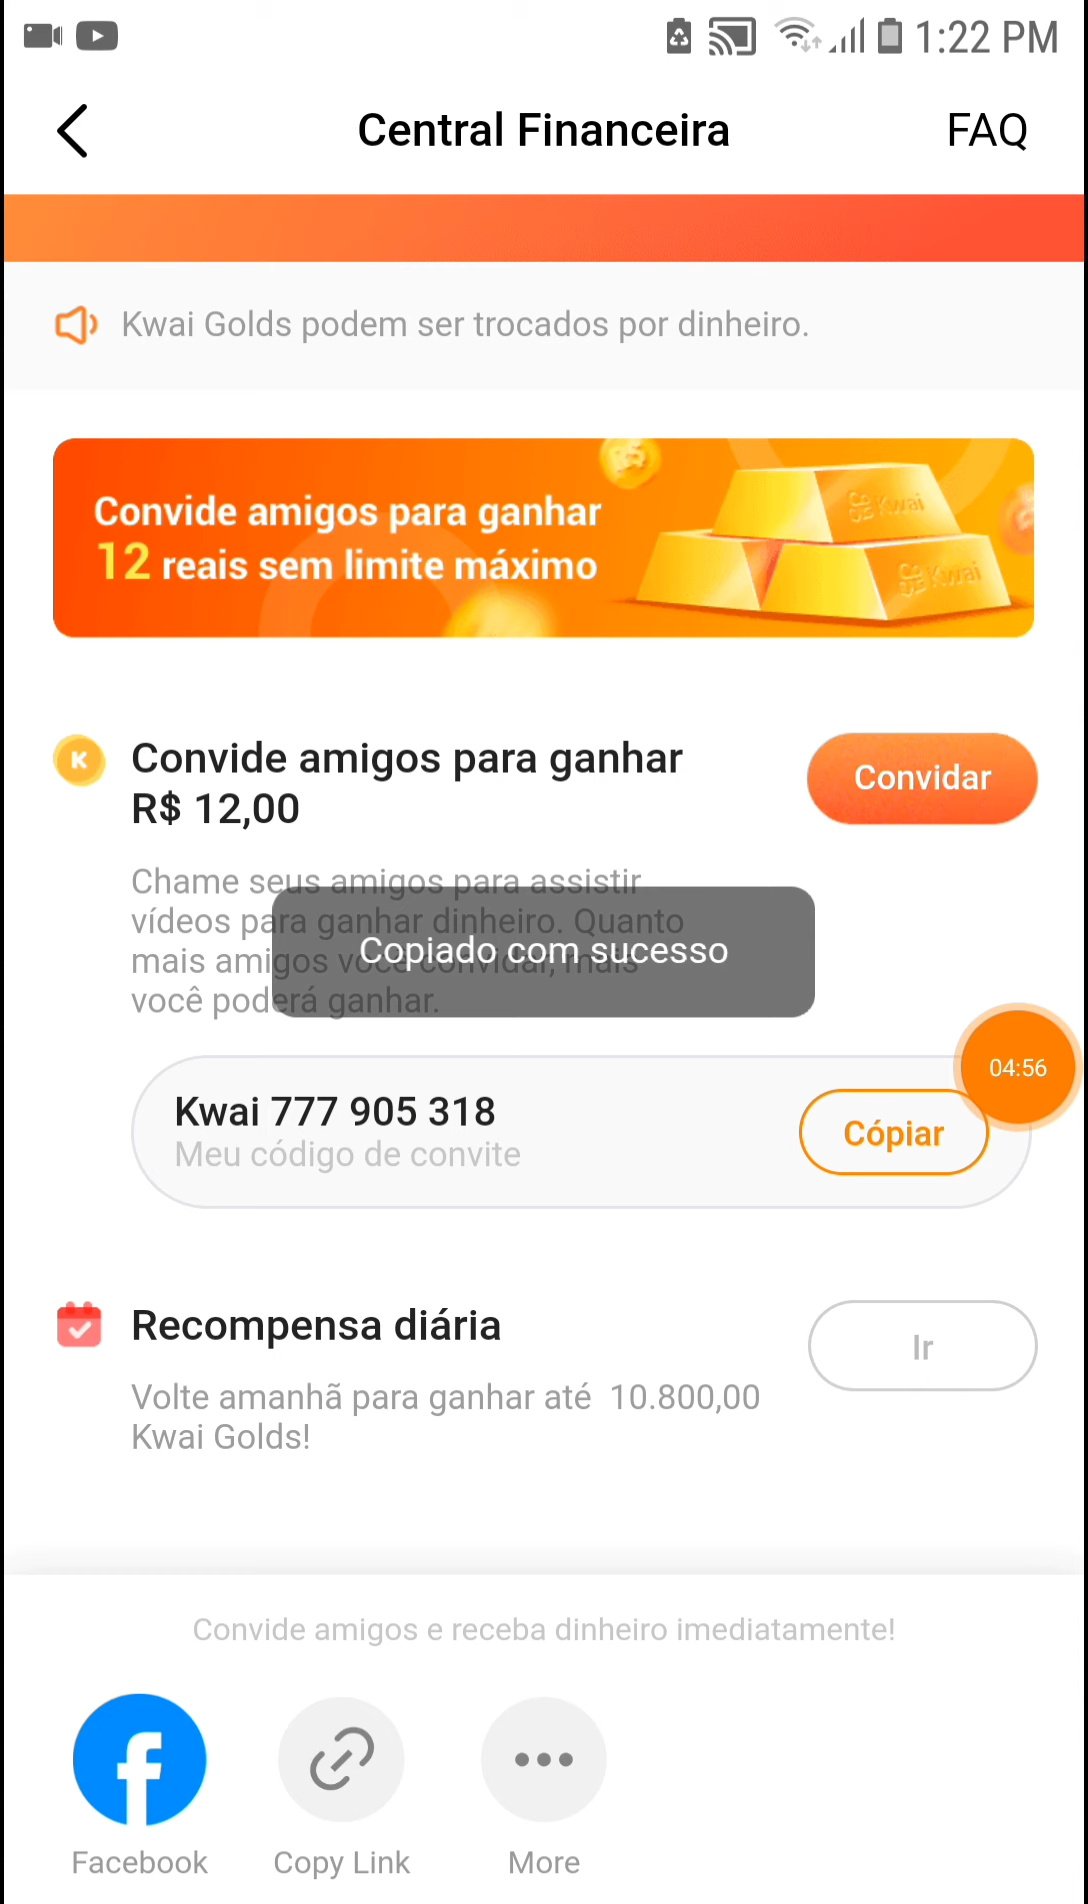 1:22 PM
Central Financeira
FAQ
Kwai Golds podem ser trocados por dinheiro.
Convide amigos para ganhar
12 reais sem limite máximo
Kwai
Kwai
K
Convide amigos para ganhar
R$ 12,00
Convidar
Chame seus amigos para assistir
vídeos para ganhar dinheiro. Quanto
mais amigos você convidar, mais
você poderá ganhar.
Copiado com sucesso
04:56
Kwai 777 905 318
Meu código de convite
Cópiar
Recompensa diária
Ir
Volte amanhã para ganhar até 10.800,00
Kwai Golds!
Convide amigos e receba dinheiro imediatamente!
Facebook
Copy Link
More